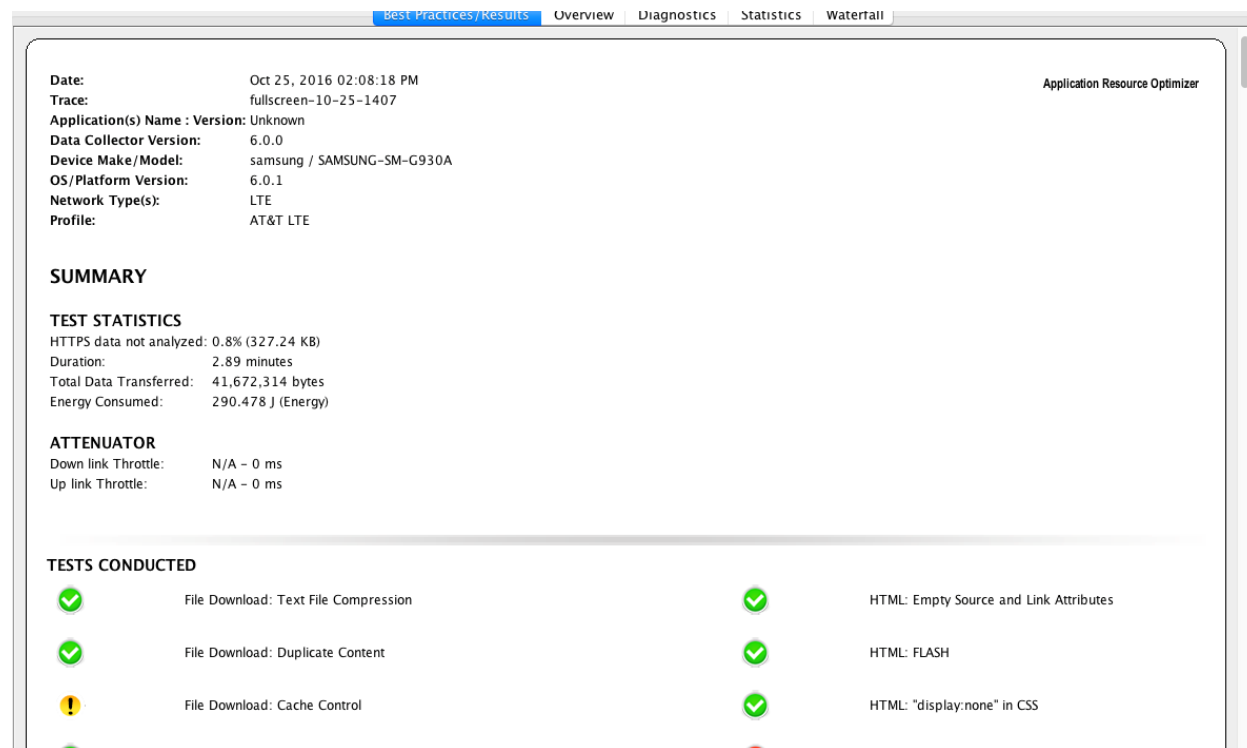 Best Practices/Results Overview Diagnostics Statistics Waterfall
Date: Oct 25, 2016 02:08:18 PM
Application Resource Optimizer
Trace: fullscreen-10-25-1407
Application(s) Name : Version: Unknown
Data Collector Version: 6.0.0
Device Make/Model: samsung / SAMSUNG-SM-G930A
OS/Platform Version: 6.0.1
Network Type(s): LTE
Profile: AT&T LTE
SUMMARY
TEST STATISTICS
HTTPS data not analyzed: 0.8% (327.24 KB)
Duration: 2.89 minutes
Total Data Transferred: 41,672,314 bytes
Energy Consumed: 290.478 J (Energy)
ATTENUATOR
Down link Throttle: N/A - 0 ms
Up link Throttle: N/A - 0 ms
TESTS CONDUCTED
File Download: Text File Compression
HTML: Empty Source and Link Attributes
File Download: Duplicate Content
HTML: FLASH
File Download: Cache Control
HTML: "display:none" in CSS